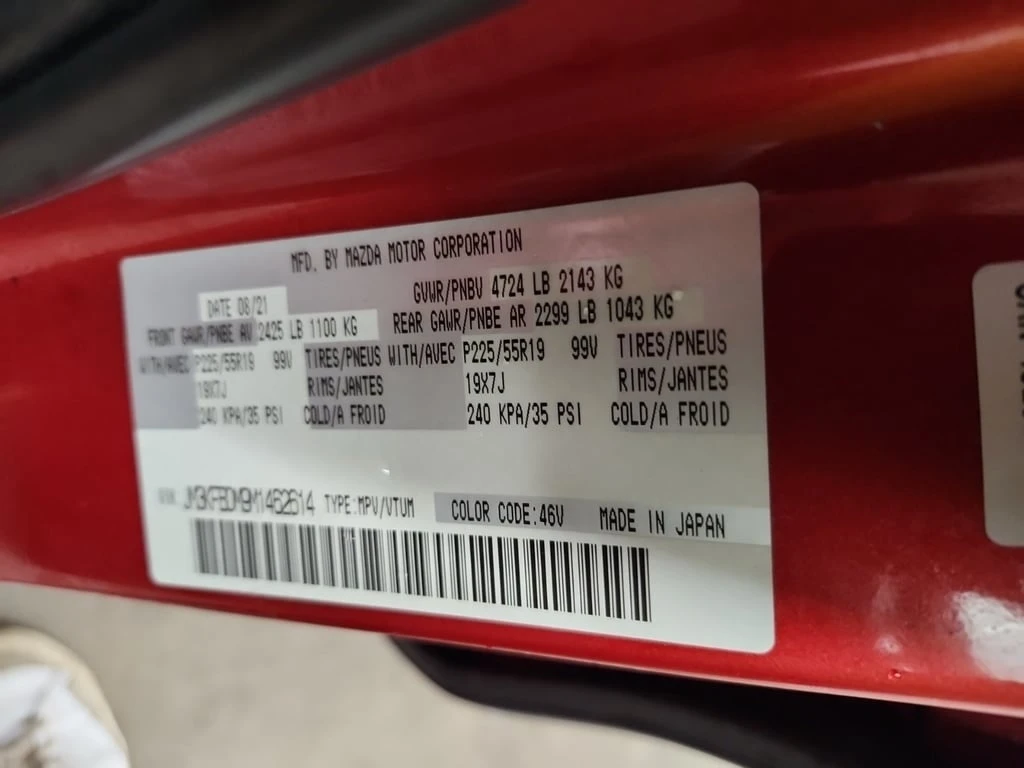 MFD. BY MAZDA MOTOR CORPORATION
DATE 08/21 GVWR/PNBV 4724 LB 2143 KG
FRONT GAWR/PNBE AV 2425 LB 1100 KG REAR GAWR/PNBE AR 2299 LB 1043 KG
WITH/AVEC P225/55R19 99V TIRES/PNEUS WITH/AVEC P225/55R19 99V TIRES/PNEUS
19X7J RIMS/JANTES 19X7J RIMS/JANTES
240 KPA/35 PSI COLD/A FROID 240 KPA/35 PSI COLD/A FROID
TYPE:MPV/VTUM COLOR CODE:46V MADE IN JAPAN